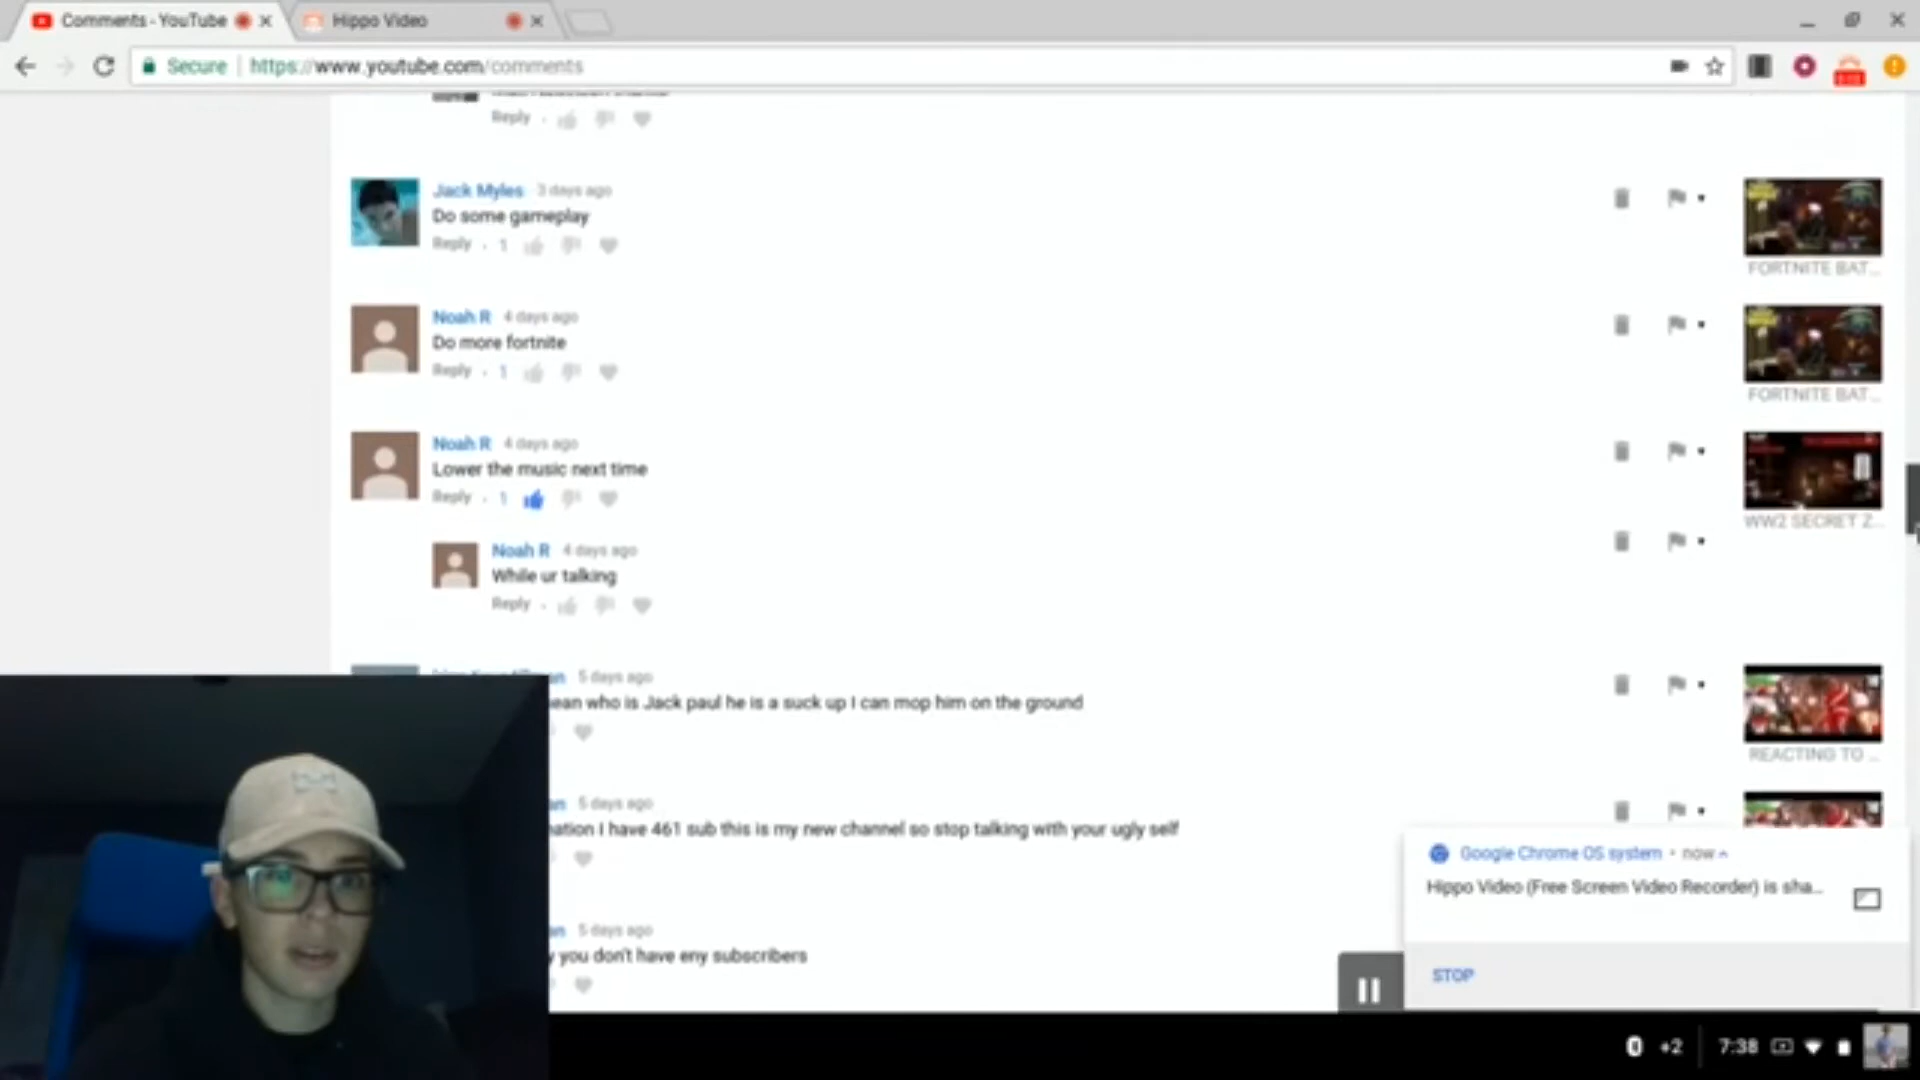 Comments - YouTube
Hippo Video
Secure | https://www.youtube.com/comments
Reply
Jack Myles 3 days ago
Do some gameplay
Reply · 1
FORTNITE BAT...
Noah R 4 days ago
Do more fortnite
Reply · 1
FORTNITE BAT...
Noah R 4 days ago
Lower the music next time
Reply · 1
WW2 SECRET Z...
Noah R 4 days ago
While ur talking
Reply ·
5 days ago
ean who is Jack paul he is a suck up I can mop him on the ground
REACTING TO ...
5 days ago
nation I have 461 sub this is my new channel so stop talking with your ugly self
5 days ago
y you don't have eny subscribers
Google Chrome OS system · now
Hippo Video (Free Screen Video Recorder) is sha...
STOP
+2
7:38